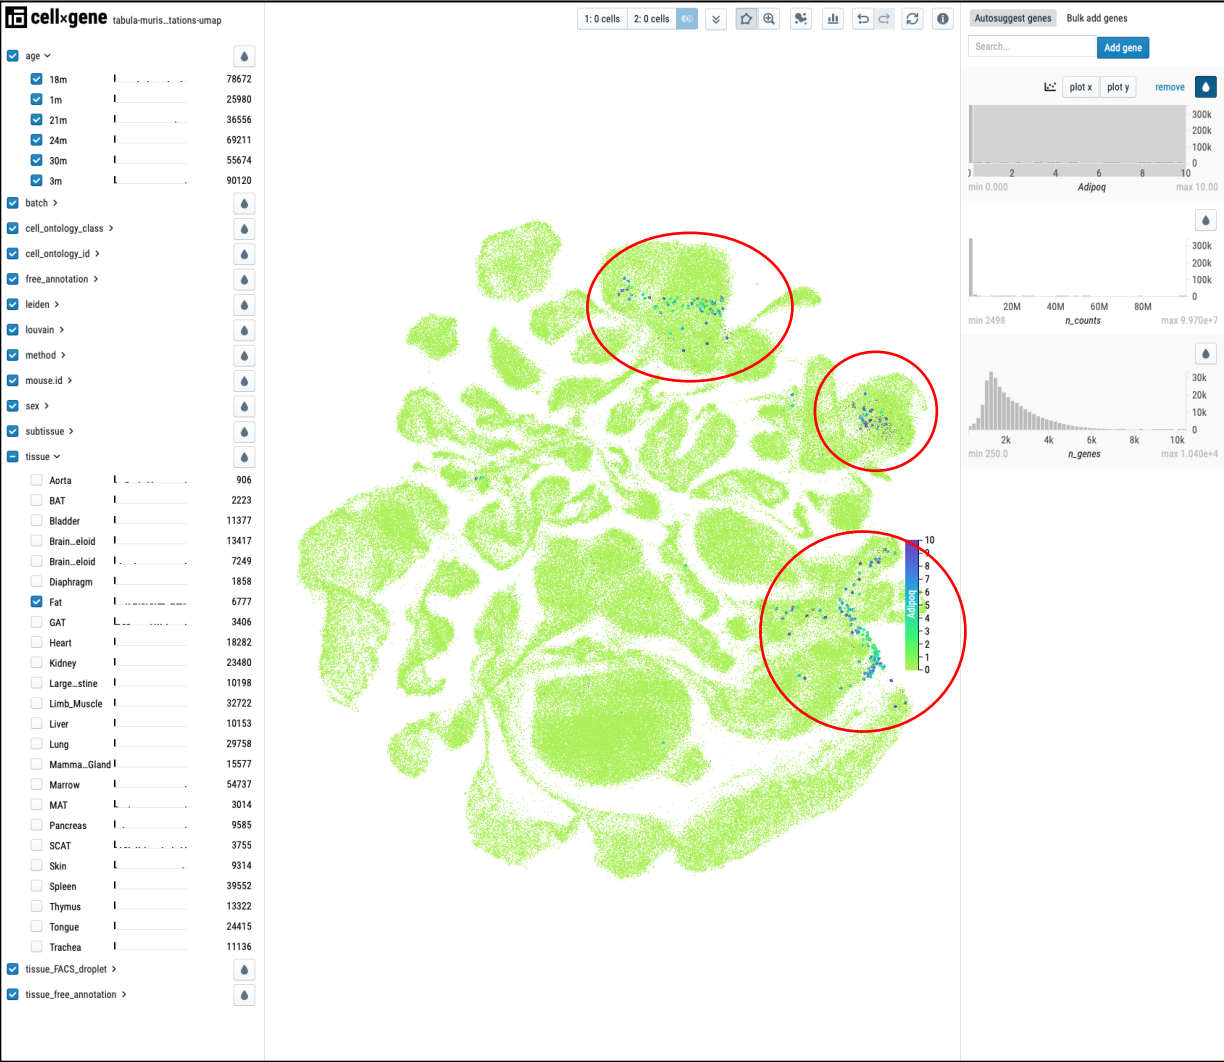 cell×gene tabula-muris...tations-umap
1: 0 cells 2: 0 cells
Autosuggest genes Bulk add genes
Search... Add gene
age
18m 78672
1m 25980
21m 36556
24m 69211
30m 55674
3m 90120
batch
cell_ontology_class
cell_ontology_id
free_annotation
leiden
louvain
method
mouse.id
sex
subtissue
tissue
Aorta 906
BAT 2223
Bladder 11377
Brain...eloid 13417
Brain...eloid 7249
Diaphragm 1858
Fat 6777
GAT 3406
Heart 18282
Kidney 23480
Large...stine 10198
Limb_Muscle 32722
Liver 10153
Lung 29758
Mamma...Gland 15577
Marrow 54737
MAT 3014
Pancreas 9585
SCAT 3755
Skin 9314
Spleen 39552
Thymus 13322
Tongue 24415
Trachea 11136
tissue_FACS_droplet
tissue_free_annotation
10
9
8
7
6
5
4
3
2
1
0
Adipoq
plot x plot y remove
300k
200k
100k
0
0 2 4 6 8 10
min 0.000 Adipoq max 10.00
300k
200k
100k
0
20M 40M 60M 80M
min 2498 n_counts max 9.970e+7
30k
20k
10k
0
2k 4k 6k 8k 10k
min 250.0 n_genes max 1.040e+4